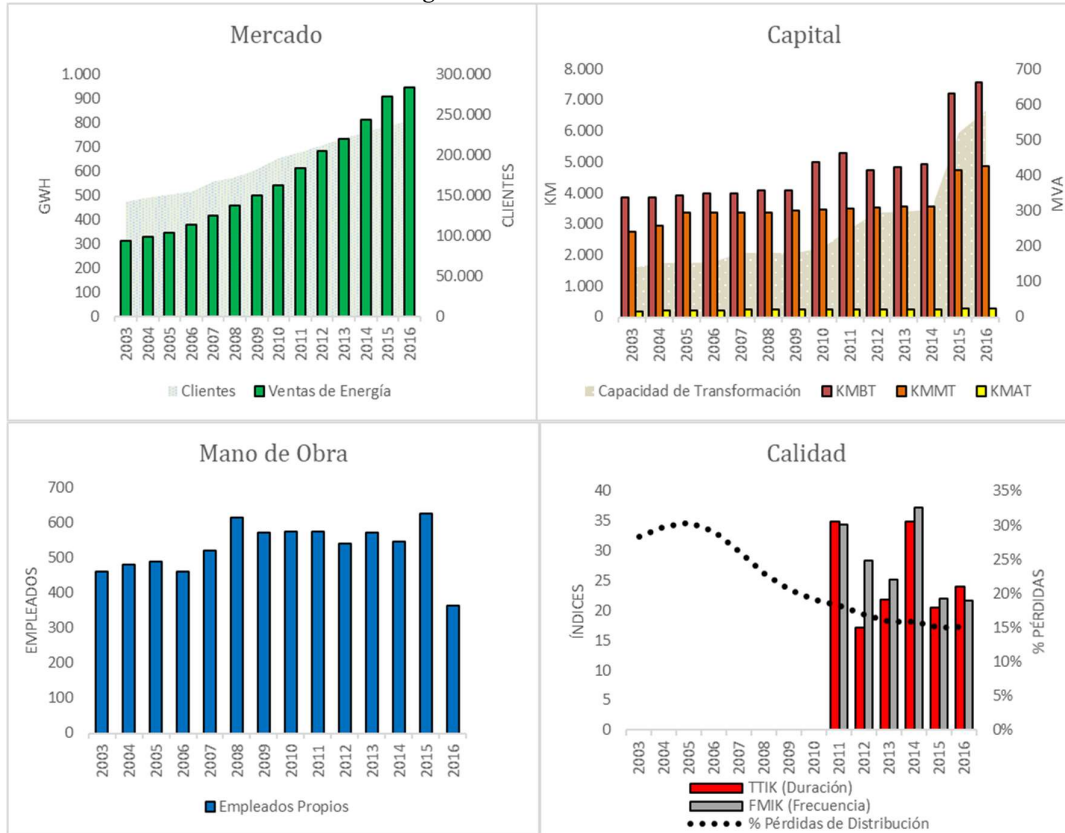 Mercado
GWH
1.000
900
800
700
600
500
400
300
200
100
0
300.000
250.000
200.000
150.000
100.000
50.000
0
CLIENTES
2003 2004 2005 2006 2007 2008 2009 2010 2011 2012 2013 2014 2015 2016
Clientes Ventas de Energía
Capital
KM
8.000
7.000
6.000
5.000
4.000
3.000
2.000
1.000
0
700
600
500
400
300
200
100
0
MVA
2003 2004 2005 2006 2007 2008 2009 2010 2011 2012 2013 2014 2015 2016
Capacidad de Transformación KMBT KMMT KMAT
Mano de Obra
EMPLEADOS
700
600
500
400
300
200
100
0
2003 2004 2005 2006 2007 2008 2009 2010 2011 2012 2013 2014 2015 2016
Empleados Propios
Calidad
ÍNDICES
40
35
30
25
20
15
10
5
0
35%
30%
25%
20%
15%
10%
5%
0%
% PÉRDIDAS
2003 2004 2005 2006 2007 2008 2009 2010 2011 2012 2013 2014 2015 2016
TTIK (Duración)
FMIK (Frecuencia)
% Pérdidas de Distribución